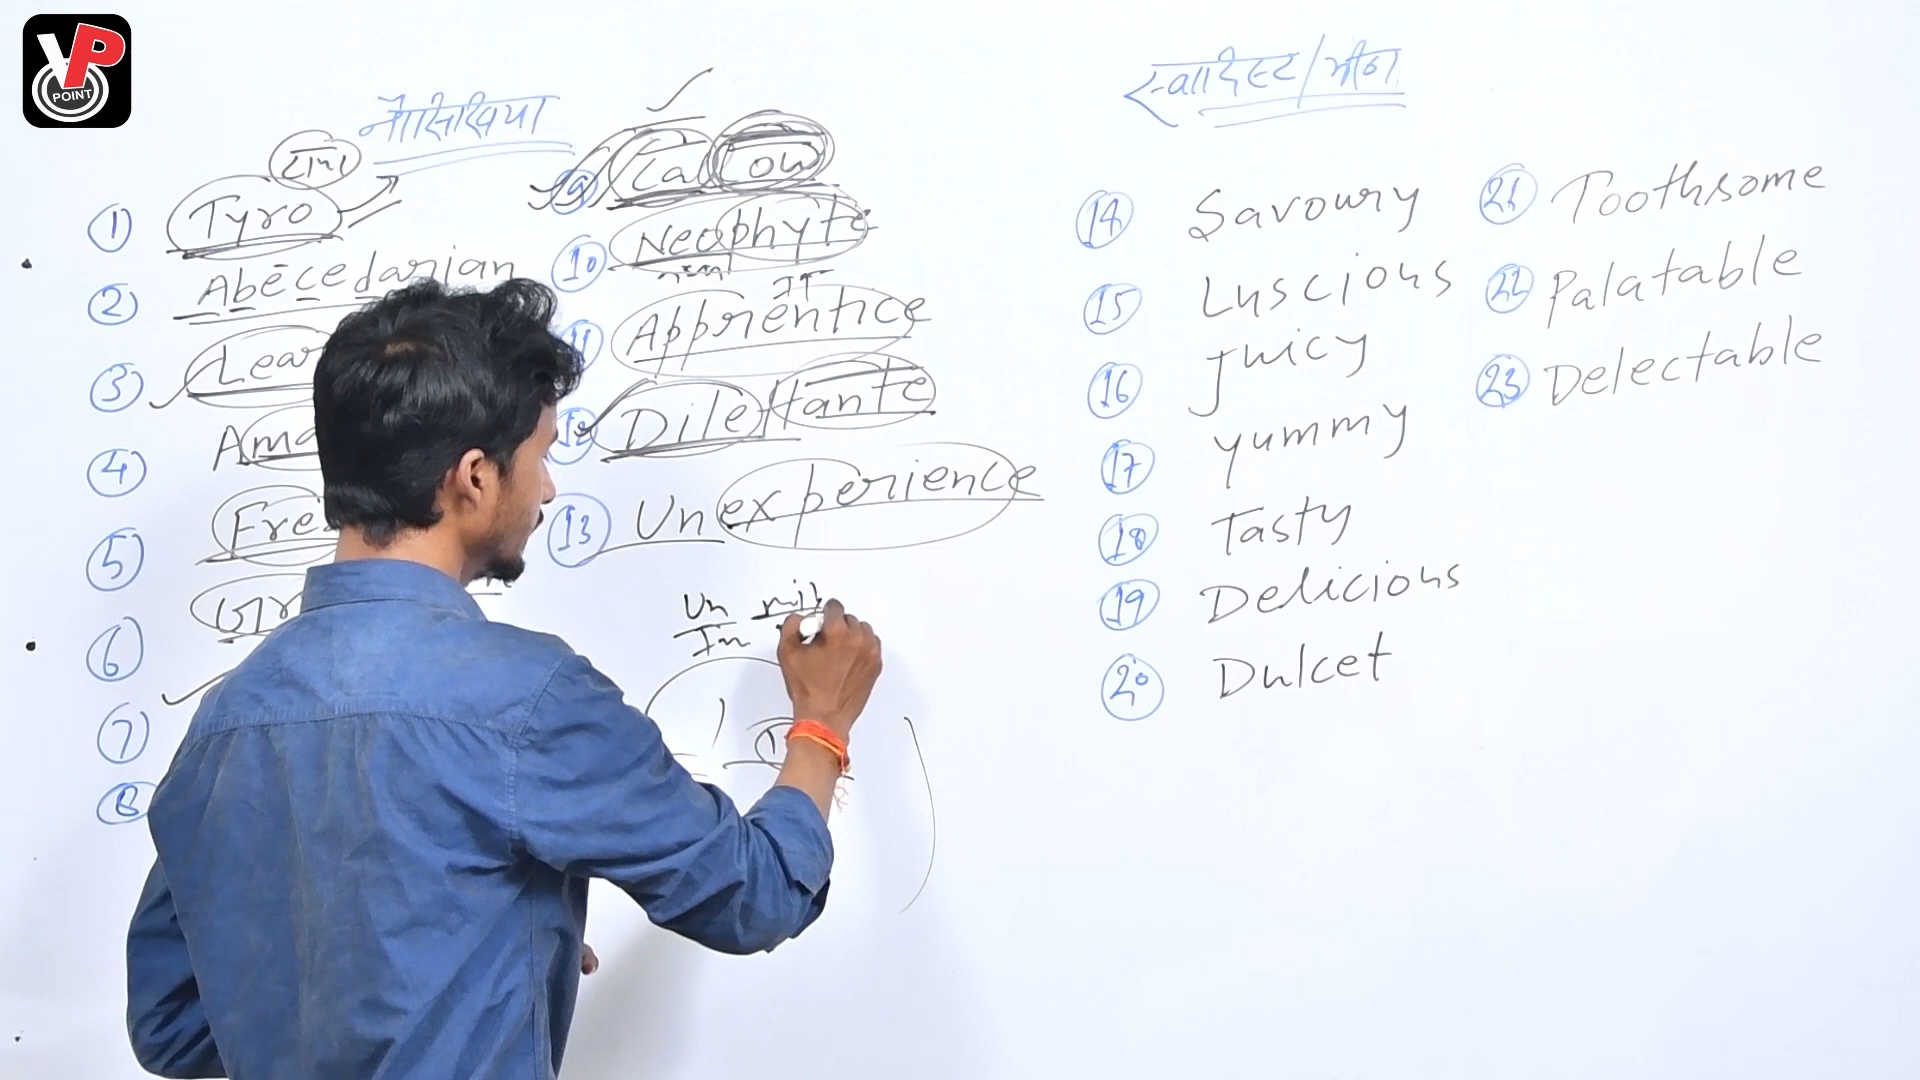 VP
POINT
नौसिखिया
① Tyro
② Abecedarian
③ Lear
④ Ama
⑤ Fre
⑥ Gr
⑦
⑧
⑨ Callow
⑩ Neophyte
⑪ Apprentice
⑫ Dilettante
⑬ Unexperience
Un
In
स्वादिस्ट/मीठा
⑭ Savoury
⑮ Luscious
⑯ Juicy
⑰ yummy
⑱ Tasty
⑲ Delicious
⑳ Dulcet
㉑ Toothsome
㉒ Palatable
㉓ Delectable